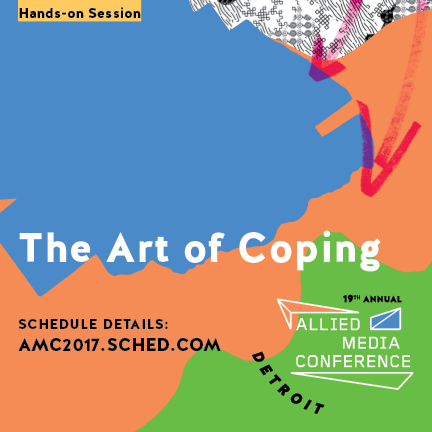 Hands-on Session
The Art of Coping
SCHEDULE DETAILS:
AMC2017.SCHED.COM
19TH ANNUAL
ALLIED
MEDIA
CONFERENCE
DETROIT